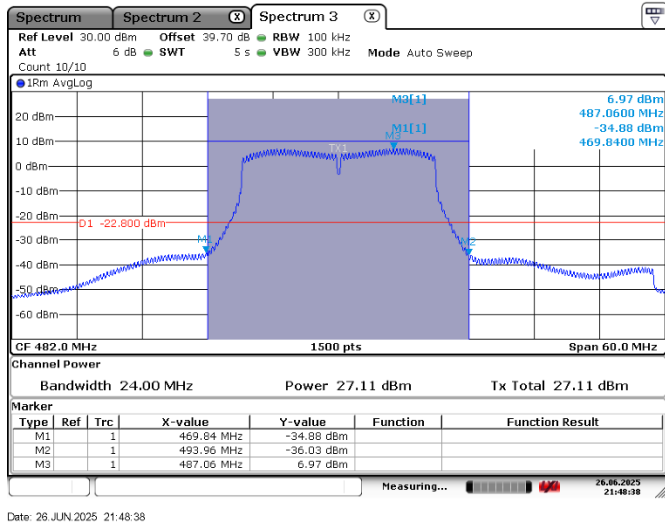 Spectrum Spectrum 2 X Spectrum 3 X
Ref Level 30.00 dBm Offset 39.70 dB RBW 100 kHz
Att 6 dB SWT 5 s VBW 300 kHz Mode Auto Sweep
Count 10/10
1Rm AvgLog
M3[1] 6.97 dBm
487.0600 MHz
M1[1] -34.88 dBm
469.8400 MHz
20 dBm
10 dBm
0 dBm
-10 dBm
-20 dBm
-30 dBm
-40 dBm
-50 dBm
-60 dBm
M3
TX1
D1 -22.800 dBm
M1
M2
CF 482.0 MHz 1500 pts Span 60.0 MHz
Channel Power
Bandwidth 24.00 MHz Power 27.11 dBm Tx Total 27.11 dBm
Marker
Type Ref Trc X-value Y-value Function Function Result
M1 1 469.84 MHz -34.88 dBm
M2 1 493.96 MHz -36.03 dBm
M3 1 487.06 MHz 6.97 dBm
Measuring... 26.06.2025
21:48:38
Date: 26.JUN.2025 21:48:38